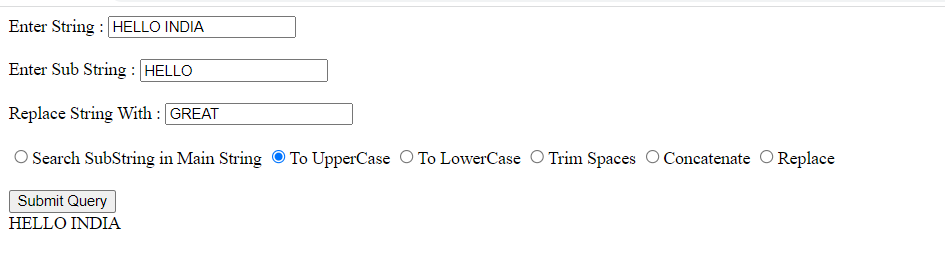 Enter String : HELLO INDIA
Enter Sub String : HELLO
Replace String With : GREAT
Search SubString in Main String To UpperCase To LowerCase Trim Spaces Concatenate Replace
Submit Query
HELLO INDIA